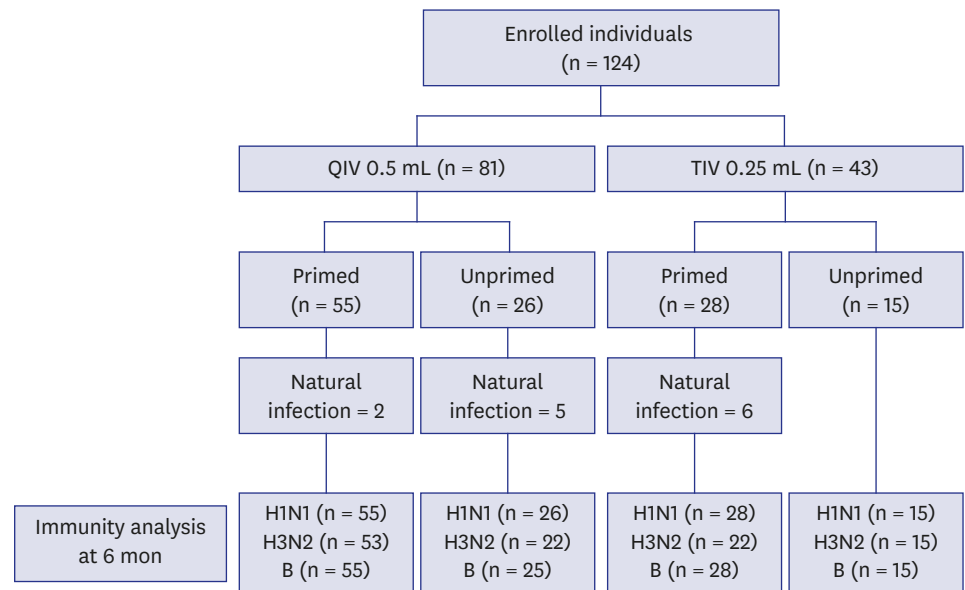 Enrolled individuals
(n = 124)
QIV 0.5 mL (n = 81)
TIV 0.25 mL (n = 43)
Primed
(n = 55)
Unprimed
(n = 26)
Primed
(n = 28)
Unprimed
(n = 15)
Natural
infection = 2
Natural
infection = 5
Natural
infection = 6
Immunity analysis
at 6 mon
H1N1 (n = 55)
H3N2 (n = 53)
B (n = 55)
H1N1 (n = 26)
H3N2 (n = 22)
B (n = 25)
H1N1 (n = 28)
H3N2 (n = 22)
B (n = 28)
H1N1 (n = 15)
H3N2 (n = 15)
B (n = 15)